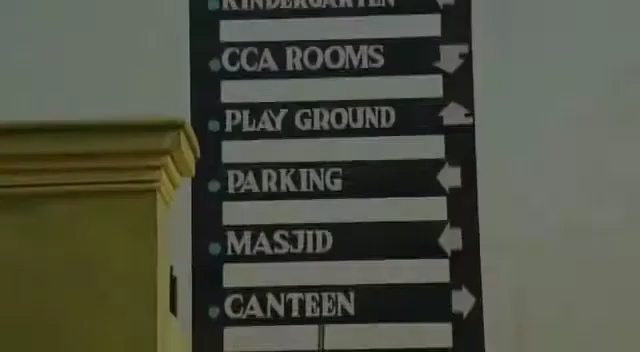 KINDERGARTEN
CCA ROOMS
PLAY GROUND
PARKING
MASJID
CANTEEN